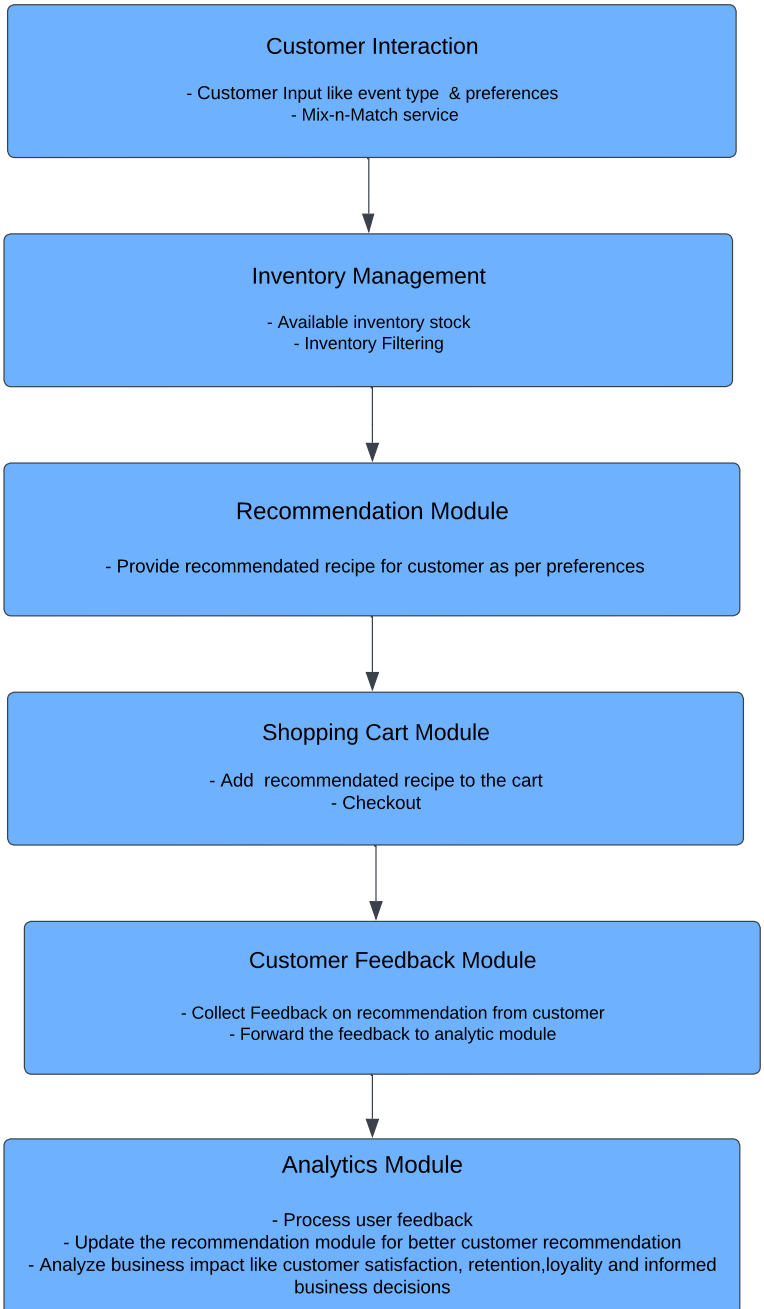 Customer Interaction
- Customer Input like event type  & preferences
- Mix-n-Match service
Inventory Management
- Available inventory stock
- Inventory Filtering
Recommendation Module
- Provide recommendated recipe for customer as per preferences
Shopping Cart Module
- Add  recommendated recipe to the cart
- Checkout
Customer Feedback Module
- Collect Feedback on recommendation from customer
- Forward the feedback to analytic module
Analytics Module
- Process user feedback
- Update the recommendation module for better customer recommendation
- Analyze business impact like customer satisfaction, retention,loyality and informed
business decisions